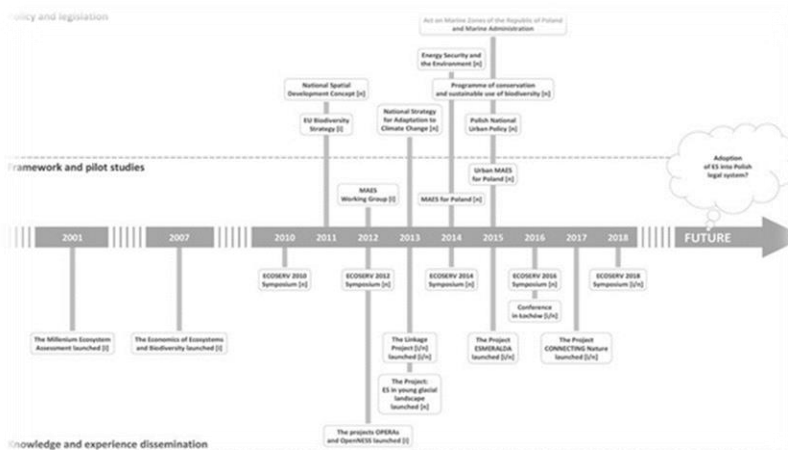 Policy and legislation
Act on Marine Zones of the Republic of Poland
and Marine Administration
Energy Security and
the Environment [n]
National Spatial
Development Concept [n]
Programme of conservation
and sustainable use of biodiversity [n]
EU Biodiversity
Strategy [i]
National Strategy
for Adaptation to
Climate Change [n]
Polish National
Urban Policy [n]
Framework and pilot studies
Urban MAES
for Poland [n]
Adoption
of ES into Polish
legal system?
MAES
Working Group [i]
MAES for Poland [n]
2001
2007
2010
2011
2012
2013
2014
2015
2016
2017
2018
FUTURE
ECOSERV 2010
Symposium [n]
ECOSERV 2012
Symposium [n]
ECOSERV 2014
Symposium [n]
ECOSERV 2016
Symposium [n]
ECOSERV 2018
Symposium [i/n]
Conference
in Łochów [i/n]
The Millenium Ecosystem
Assessment launched [i]
The Economics of Ecosystems
and Biodiversity launched [i]
The Linkage
Project [i/n]
launched [i/n]
The Project
ESMERALDA
launched [i/n]
The Project
CONNECTING Nature
launched [i/n]
The Project:
ES in young glacial
landscape
launched [n]
The projects OPERAs
and OpenNESS launched [i]
Knowledge and experience dissemination